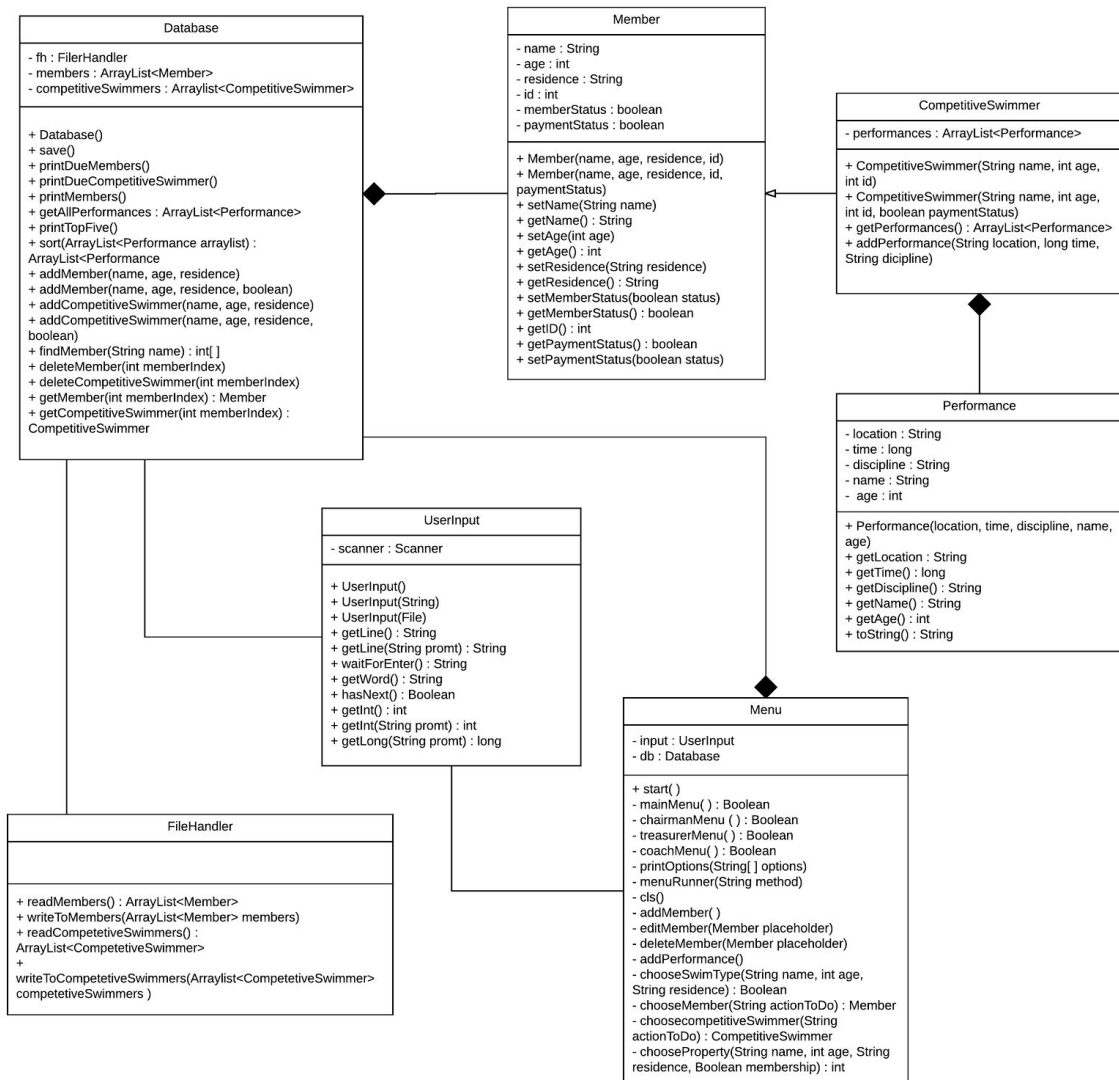 Database
- fh : FilerHandler
- members : ArrayList<Member>
- competitiveSwimmers : Arraylist<CompetitiveSwimmer>
+ Database()
+ save()
+ printDueMembers()
+ printDueCompetitiveSwimmer()
+ printMembers()
+ getAllPerformances : ArrayList<Performance>
+ printTopFive()
+ sort(ArrayList<Performance arraylist) :
ArrayList<Performance
+ addMember(name, age, residence)
+ addMember(name, age, residence, boolean)
+ addCompetitiveSwimmer(name, age, residence)
+ addCompetitiveSwimmer(name, age, residence,
boolean)
+ findMember(String name) : int[ ]
+ deleteMember(int memberIndex)
+ deleteCompetitiveSwimmer(int memberIndex)
+ getMember(int memberIndex) : Member
+ getCompetitiveSwimmer(int memberIndex) :
CompetitiveSwimmer
Member
- name : String
- age : int
- residence : String
- id : int
- memberStatus : boolean
- paymentStatus : boolean
+ Member(name, age, residence, id)
+ Member(name, age, residence, id,
paymentStatus)
+ setName(String name)
+ getName() : String
+ setAge(int age)
+ getAge() : int
+ setResidence(String residence)
+ getResidence() : String
+ setMemberStatus(boolean status)
+ getMemberStatus() : boolean
+ getID() : int
+ getPaymentStatus() : boolean
+ setPaymentStatus(boolean status)
CompetitiveSwimmer
- performances : ArrayList<Performance>
+ CompetitiveSwimmer(String name, int age,
int id)
+ CompetitiveSwimmer(String name, int age,
int id, boolean paymentStatus)
+ getPerformances() : ArrayList<Performance>
+ addPerformance(String location, long time,
String dicipline)
Performance
- location : String
- time : long
- discipline : String
- name : String
- age : int
+ Performance(location, time, discipline, name,
age)
+ getLocation : String
+ getTime() : long
+ getDiscipline() : String
+ getName() : String
+ getAge() : int
+ toString() : String
UserInput
- scanner : Scanner
+ UserInput()
+ UserInput(String)
+ UserInput(File)
+ getLine() : String
+ getLine(String promt) : String
+ waitForEnter() : String
+ getWord() : String
+ hasNext() : Boolean
+ getInt() : int
+ getInt(String promt) : int
+ getLong(String promt) : long
Menu
- input : UserInput
- db : Database
+ start( )
- mainMenu( ) : Boolean
- chairmanMenu ( ) : Boolean
- treasurerMenu( ) : Boolean
- coachMenu( ) : Boolean
- printOptions(String[ ] options)
- menuRunner(String method)
- cls()
- addMember( )
- editMember(Member placeholder)
- deleteMember(Member placeholder)
- addPerformance()
- chooseSwimType(String name, int age,
String residence) : Boolean
- chooseMember(String actionToDo) : Member
- choosecompetitiveSwimmer(String
actionToDo) : CompetitiveSwimmer
- chooseProperty(String name, int age, String
residence, Boolean membership) : int
FileHandler
+ readMembers() : ArrayList<Member>
+ writeToMembers(ArrayList<Member> members)
+ readCompetetiveSwimmers() :
ArrayList<CompetetiveSwimmer>
+
writeToCompetetiveSwimmers(Arraylist<CompetetiveSwimmer>
competetiveSwimmers )